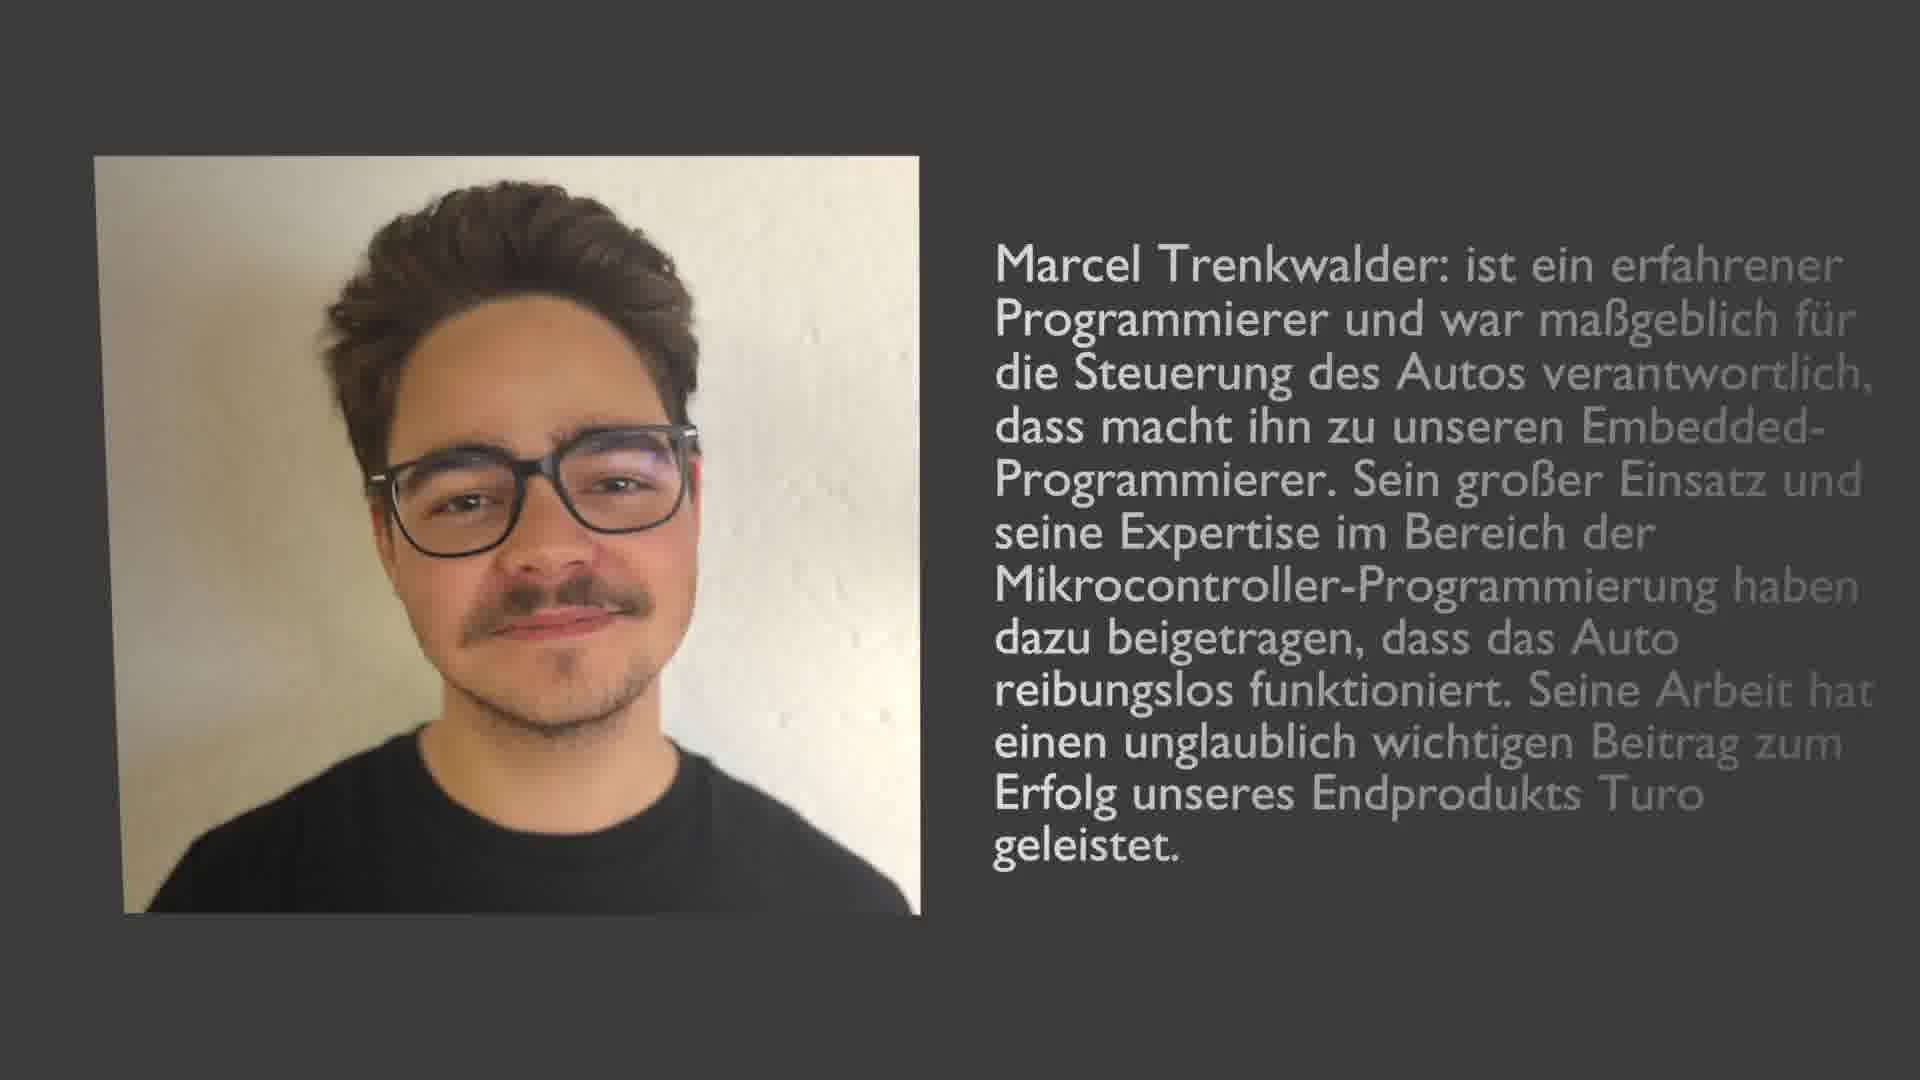 Marcel Trenkwalder: ist ein erfahrener
Programmierer und war maßgeblich für
die Steuerung des Autos verantwortlich,
dass macht ihn zu unseren Embedded-
Programmierer. Sein großer Einsatz und
seine Expertise im Bereich der
Mikrocontroller-Programmierung haben
dazu beigetragen, dass das Auto
reibungslos funktioniert. Seine Arbeit hat
einen unglaublich wichtigen Beitrag zum
Erfolg unseres Endprodukts Turo
geleistet.